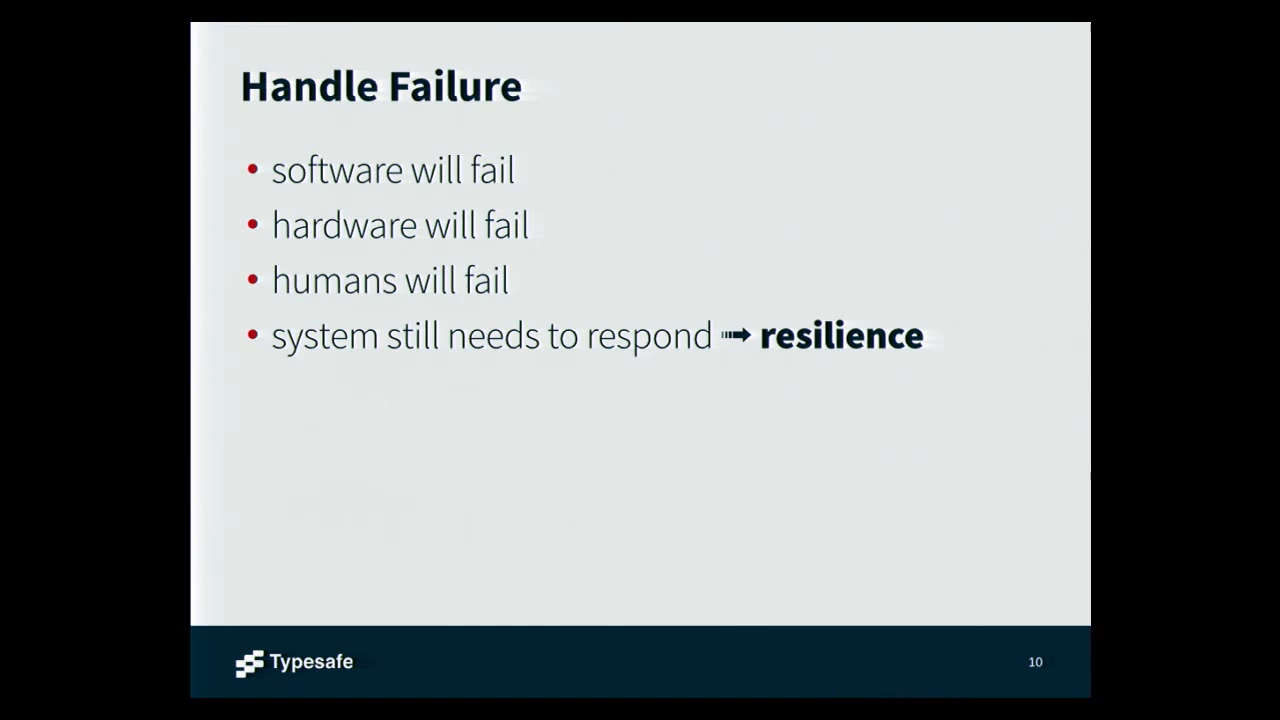 Handle Failure
• software will fail
• hardware will fail
• humans will fail
• system still needs to respond ➟ resilience
Typesafe
10